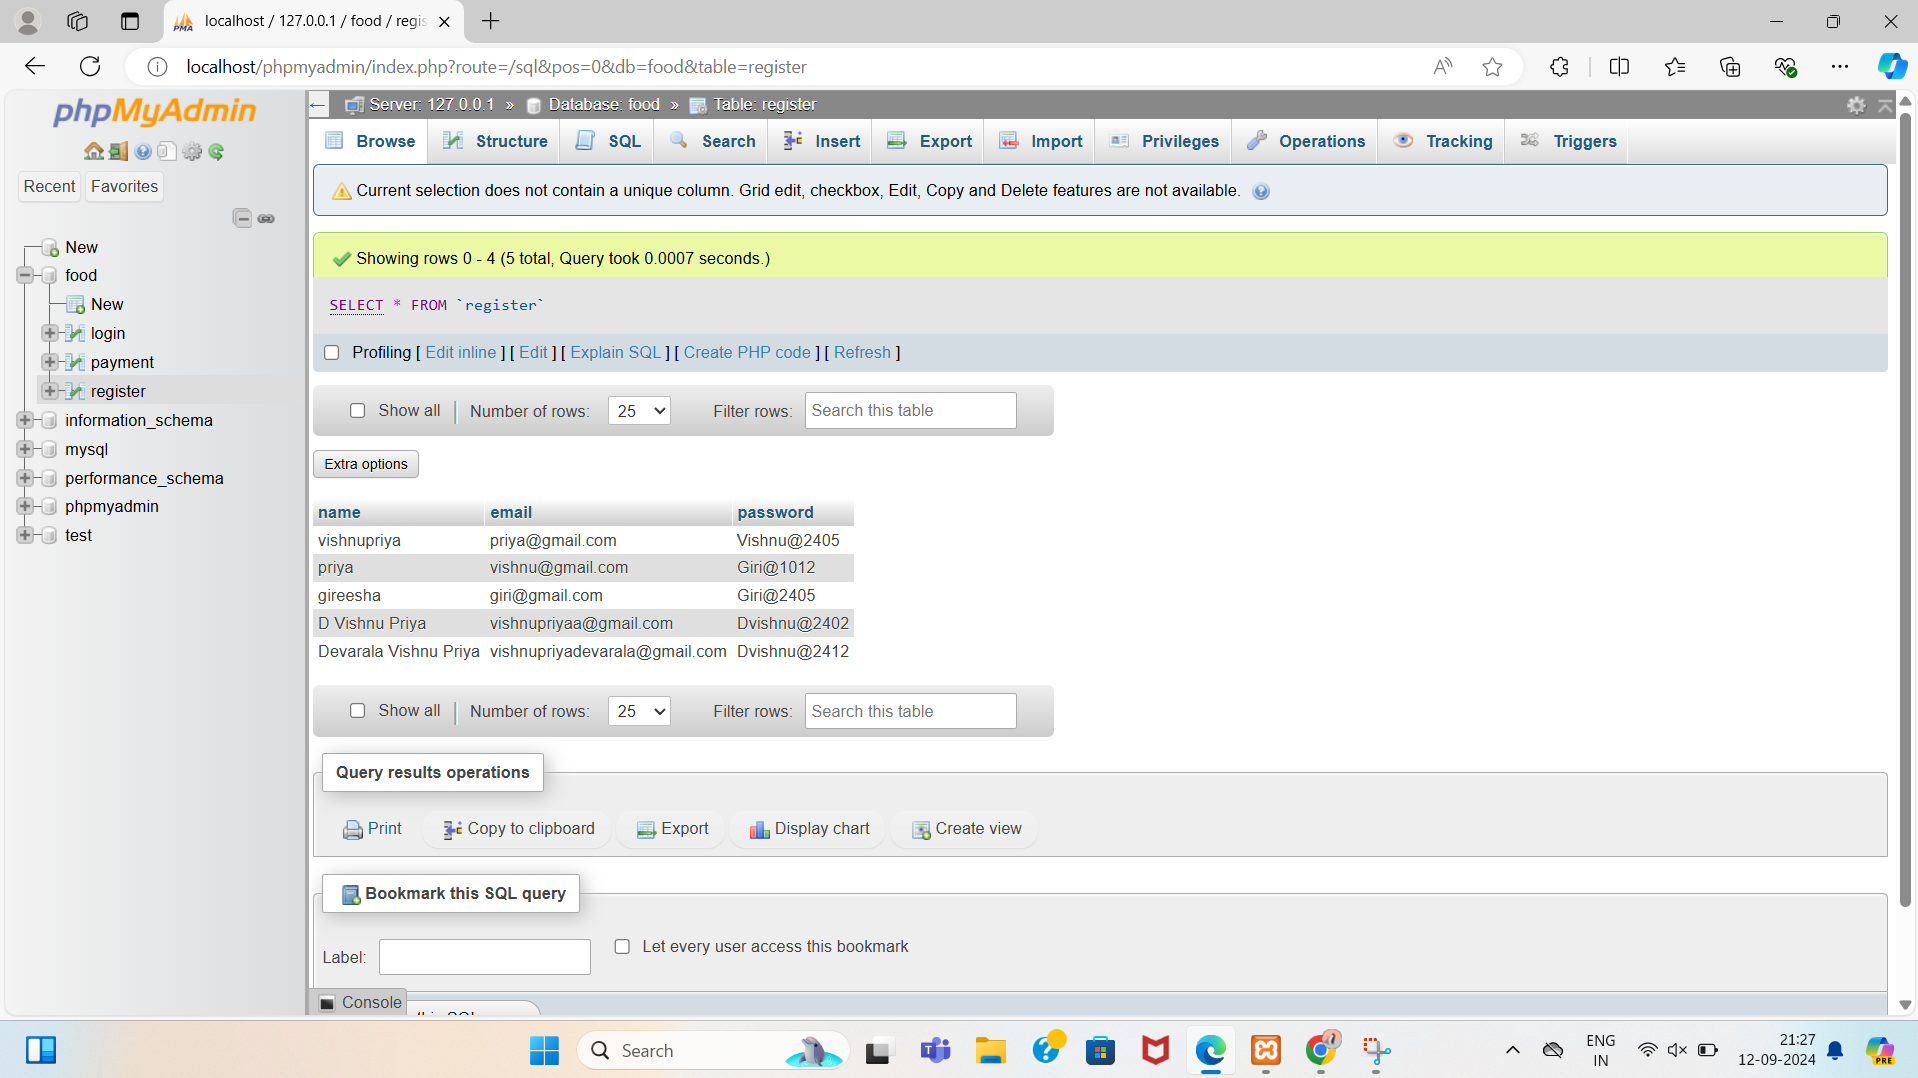 localhost / 127.0.0.1 / food / regis
localhost/phpmyadmin/index.php?route=/sql&pos=0&db=food&table=register
phpMyAdmin
Recent Favorites
New
food
New
login
payment
register
information_schema
mysql
performance_schema
phpmyadmin
test
Server: 127.0.0.1 » Database: food » Table: register
Browse Structure SQL Search Insert Export Import Privileges Operations Tracking Triggers
Current selection does not contain a unique column. Grid edit, checkbox, Edit, Copy and Delete features are not available.
Showing rows 0 - 4 (5 total, Query took 0.0007 seconds.)
SELECT * FROM `register`
Profiling [ Edit inline ] [ Edit ] [ Explain SQL ] [ Create PHP code ] [ Refresh ]
Show all Number of rows: 25 Filter rows: Search this table
Extra options
name email password
vishnupriya priya@gmail.com Vishnu@2405
priya vishnu@gmail.com Giri@1012
gireesha giri@gmail.com Giri@2405
D Vishnu Priya vishnupriyaa@gmail.com Dvishnu@2402
Devarala Vishnu Priya vishnupriyadevarala@gmail.com Dvishnu@2412
Show all Number of rows: 25 Filter rows: Search this table
Query results operations
Print Copy to clipboard Export Display chart Create view
Bookmark this SQL query
Label: Let every user access this bookmark
Console
Search
ENG
IN
21:27
12-09-2024
PRE